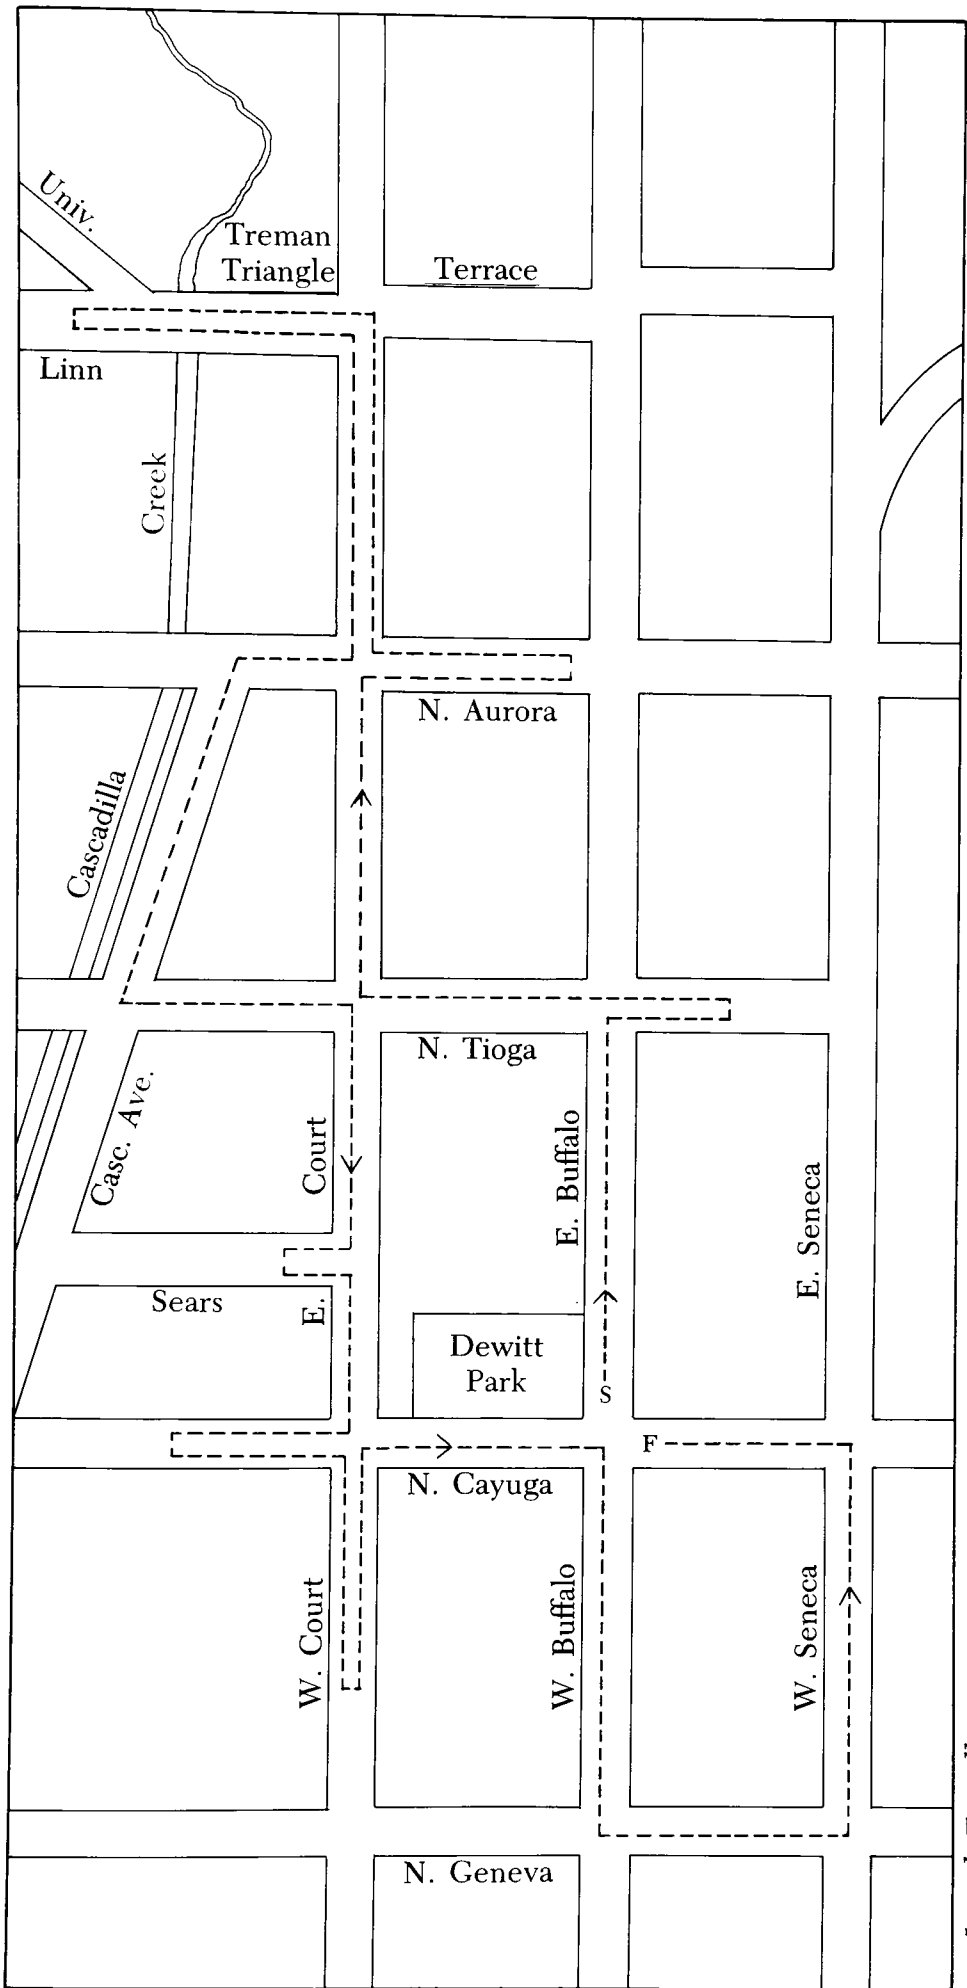 Univ.
Treman
Triangle
Terrace
Linn
Creek
N. Aurora
Cascadilla
N. Tioga
Casc. Ave.
Court
E. Buffalo
E. Seneca
Sears
E.
Dewitt
Park
S
F
N. Cayuga
W. Court
W. Buffalo
W. Seneca
N. Geneva